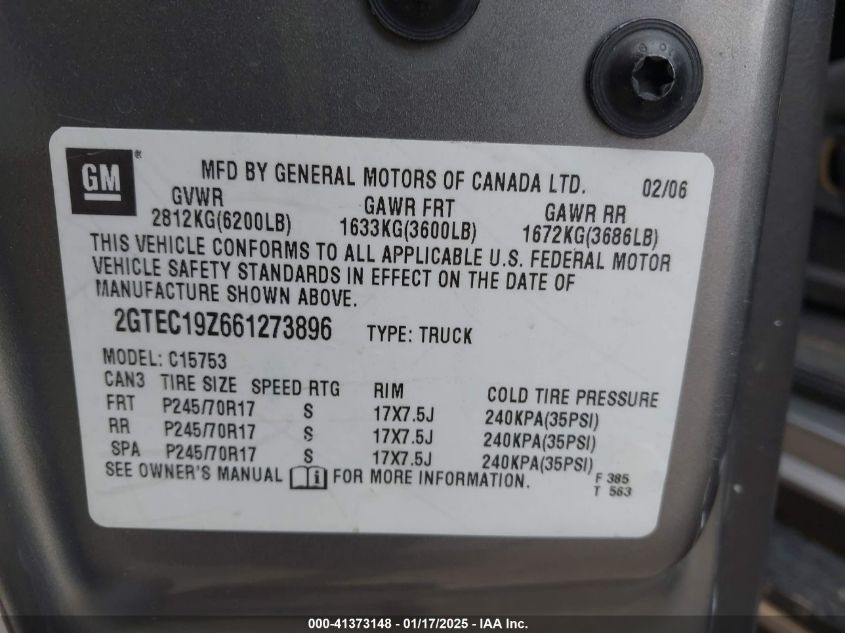 GM®
MFD BY GENERAL MOTORS OF CANADA LTD. 02/06
GVWR GAWR FRT GAWR RR
2812KG(6200LB) 1633KG(3600LB) 1672KG(3686LB)
THIS VEHICLE CONFORMS TO ALL APPLICABLE U.S. FEDERAL MOTOR
VEHICLE SAFETY STANDARDS IN EFFECT ON THE DATE OF
MANUFACTURE SHOWN ABOVE.
2GTEC19Z661273896 TYPE: TRUCK
MODEL: C15753
CAN3 TIRE SIZE SPEED RTG RIM COLD TIRE PRESSURE
FRT P245/70R17 S 17X7.5J 240KPA(35PSI)
RR P245/70R17 S 17X7.5J 240KPA(35PSI)
SPA P245/70R17 S 17X7.5J 240KPA(35PSI)
SEE OWNER'S MANUAL i FOR MORE INFORMATION.
F 385
T 563
000-41373148 - 01/17/2025 - IAA Inc.